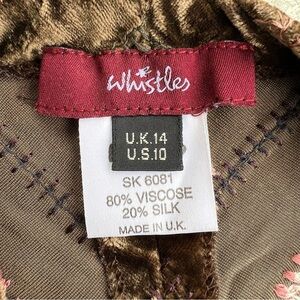 Whistles
U.K.14
U.S.10
SK 6081
80% VISCOSE
20% SILK
MADE IN U.K.